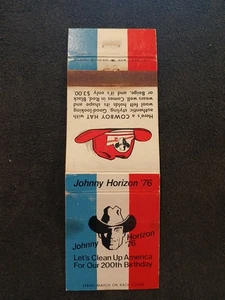 Here's a COWBOY HAT with
authentic styling, good-looking
wool felt holds its shape and
wears well. Comes in Red, Black
or Beige, and it's only $3.00.
Johnny Horizon '76
Johnny Horizon '76
Let's Clean Up America
For Our 200th Birthday